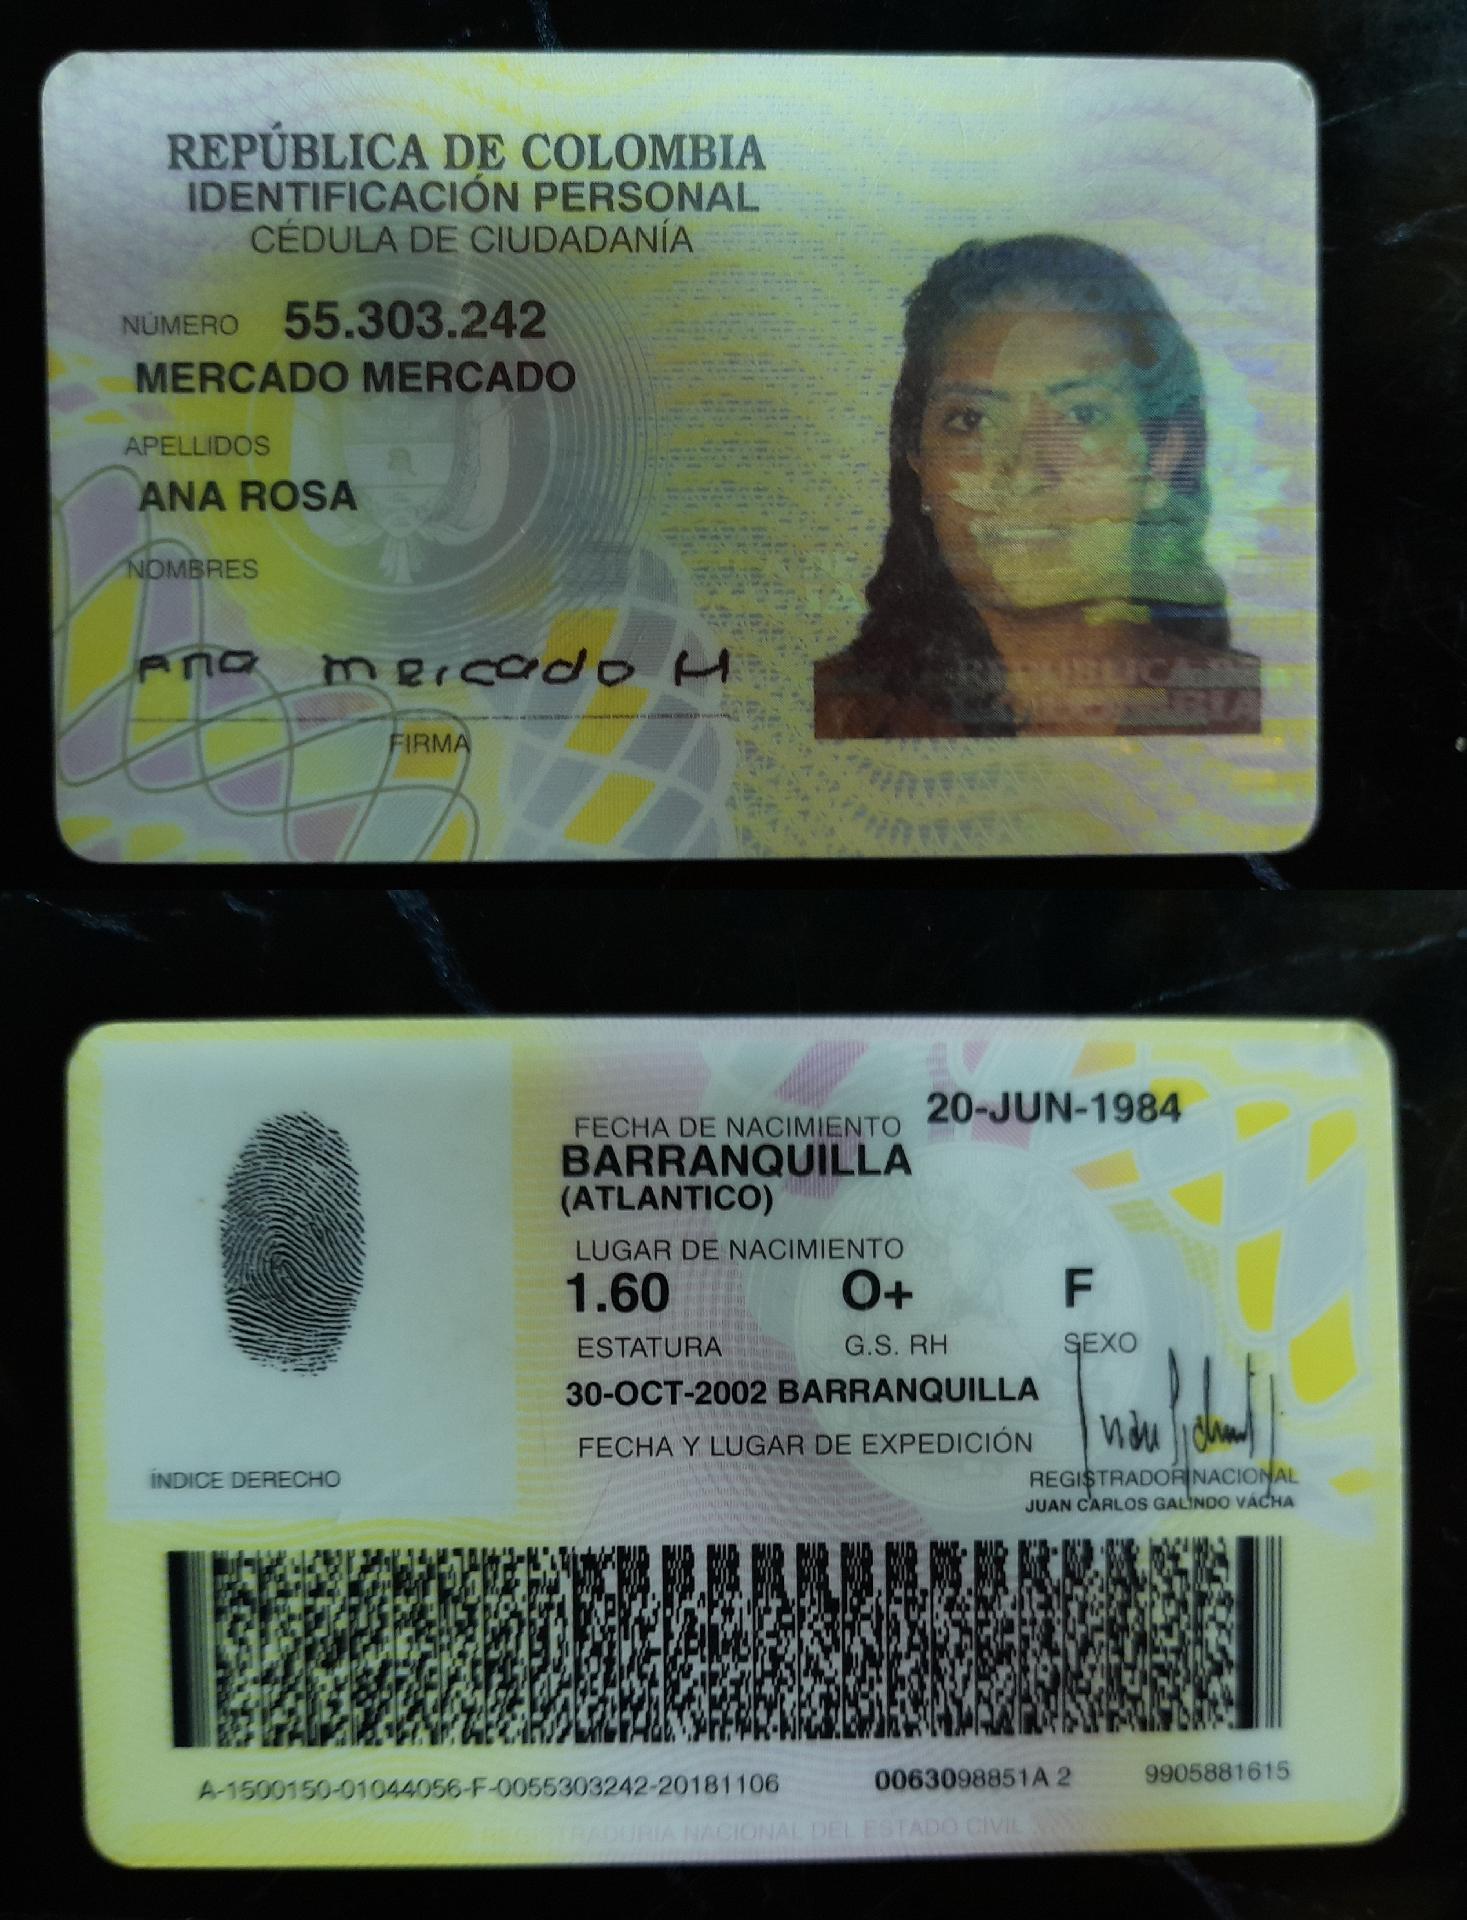 REPÚBLICA DE COLOMBIA
IDENTIFICACIÓN PERSONAL
CÉDULA DE CIUDADANÍA
NÚMERO 55.303.242
MERCADO MERCADO
APELLIDOS
ANA ROSA
NOMBRES
Ana mercado M
FIRMA
FECHA DE NACIMIENTO 20-JUN-1984
BARRANQUILLA
(ATLANTICO)
LUGAR DE NACIMIENTO
1.60 O+ F
ESTATURA G.S. RH SEXO
30-OCT-2002 BARRANQUILLA
FECHA Y LUGAR DE EXPEDICIÓN
ÍNDICE DERECHO
REGISTRADOR NACIONAL
JUAN CARLOS GALINDO VÁCHA
A-1500150-01044056-F-0055303242-20181106 0063098851A 2 9905881615
REGISTRADURIA NACIONAL DEL ESTADO CIVIL